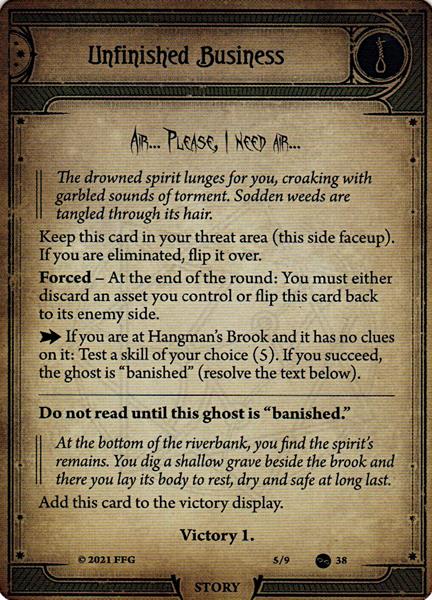 Unfinished Business
Air... Please, I need air...
The drowned spirit lunges for you, croaking with
garbled sounds of torment. Sodden weeds are
tangled through its hair.
Keep this card in your threat area (this side faceup).
If you are eliminated, flip it over.
Forced – At the end of the round: You must either
discard an asset you control or flip this card back
to its enemy side.
If you are at Hangman's Brook and it has no clues
on it: Test a skill of your choice (5). If you succeed,
the ghost is “banished” (resolve the text below).
Do not read until this ghost is “banished.”
At the bottom of the riverbank, you find the spirit's
remains. You dig a shallow grave beside the brook and
there you lay its body to rest, dry and safe at long last.
Add this card to the victory display.
Victory 1.
© 2021 FFG 5/9 38
STORY